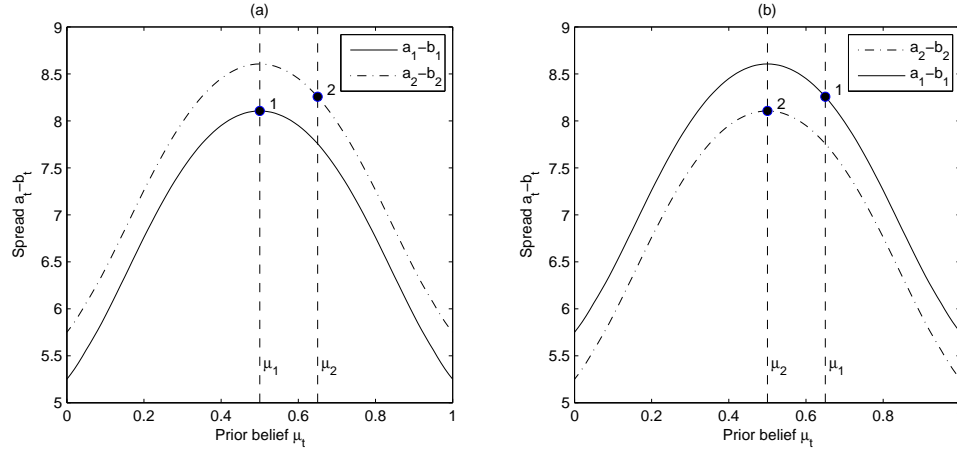 (a)
9
8.5
8
7.5
7
6.5
6
5.5
5
0
0.2
0.4
0.6
0.8
1
Spread a_t−b_t
Prior belief μ_t
a_1−b_1
a_2−b_2
1
2
μ_1
μ_2
(b)
9
8.5
8
7.5
7
6.5
6
5.5
5
0
0.2
0.4
0.6
0.8
Spread a_t−b_t
Prior belief μ_t
a_2−b_2
a_1−b_1
2
1
μ_2
μ_1